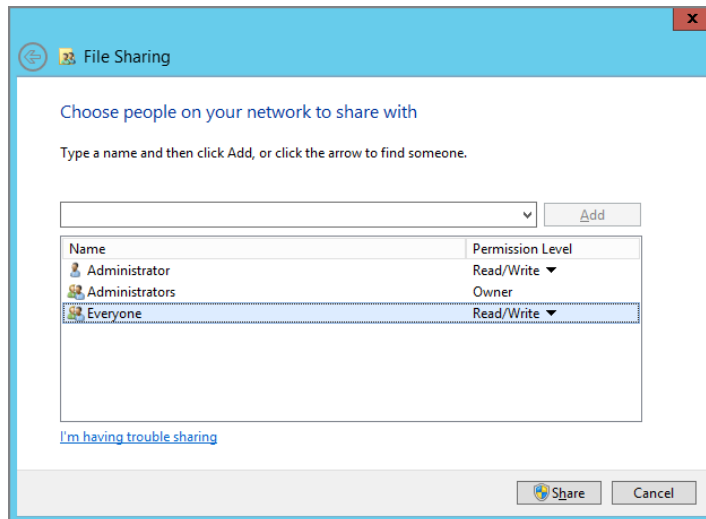 x
File Sharing
Choose people on your network to share with
Type a name and then click Add, or click the arrow to find someone.
Add
Name Permission Level
Administrator Read/Write
Administrators Owner
Everyone Read/Write
I'm having trouble sharing
Share Cancel